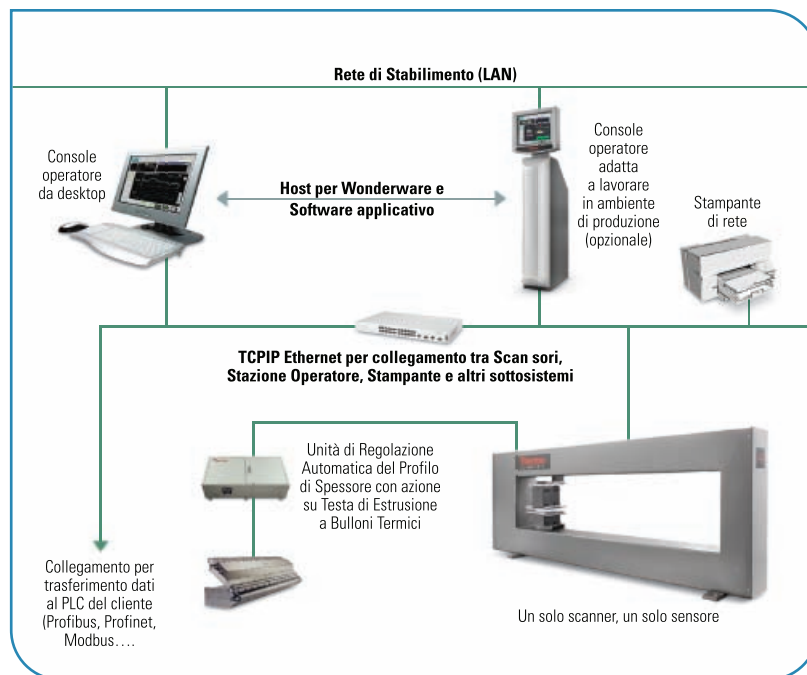 Rete di Stabilimento (LAN)
Console
operatore
da desktop
Host per Wonderware e
Software applicativo
Console
operatore
adatta
a lavorare
in ambiente
di produzione
(opzionale)
Stampante
di rete
TCPIP Ethernet per collegamento tra Scan sori,
Stazione Operatore, Stampante e altri sottosistemi
Unità di Regolazione
Automatica del Profilo
di Spessore con azione
su Testa di Estrusione
a Bulloni Termici
Collegamento per
trasferimento dati
al PLC del cliente
(Profibus, Profinet,
Modbus....
Un solo scanner, un solo sensore